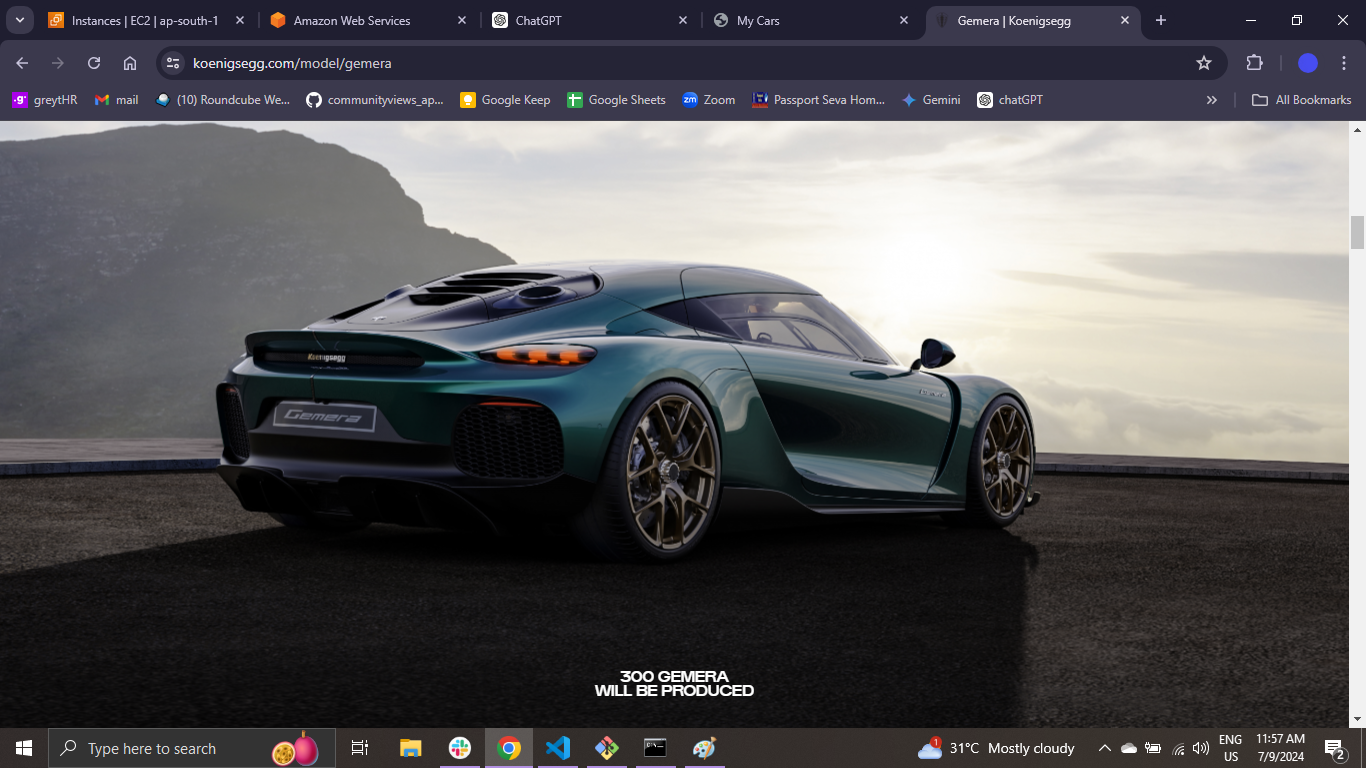 Instances | EC2 | ap-south-1
Amazon Web Services
ChatGPT
My Cars
Gemera | Koenigsegg
koenigsegg.com/model/gemera
greytHR
mail
(10) Roundcube We...
communityviews_ap...
Google Keep
Google Sheets
Zoom
Passport Seva Hom...
Gemini
chatGPT
All Bookmarks
Koenigsegg
Gemera
300 GEMERA
WILL BE PRODUCED
Type here to search
1
31°C Mostly cloudy
ENG
US
11:57 AM
7/9/2024
2